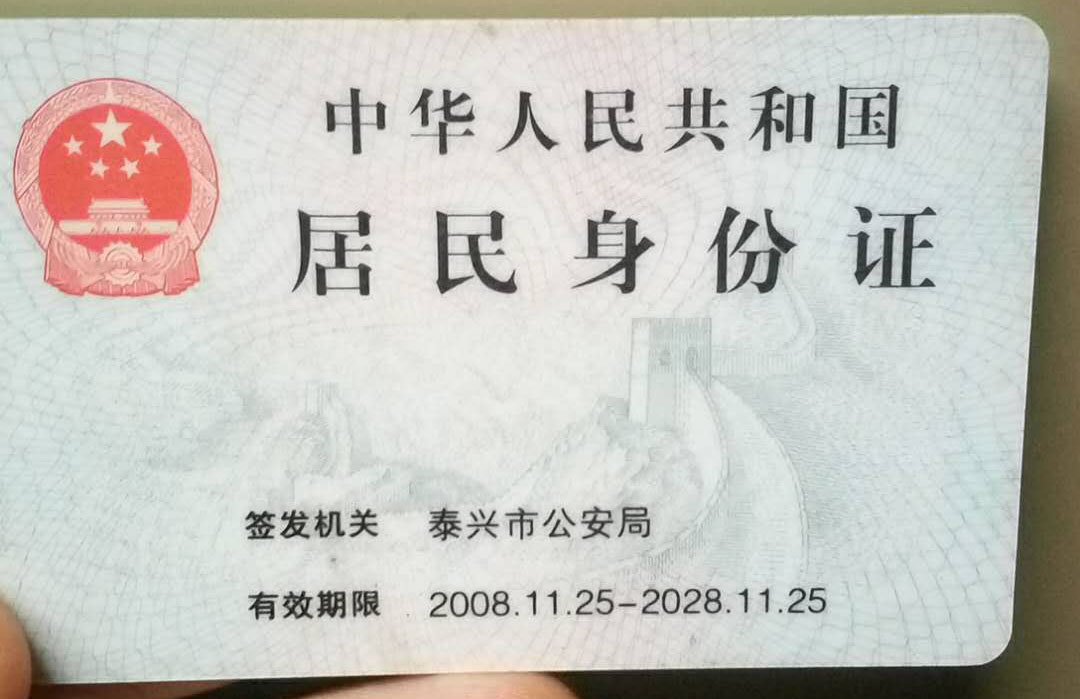 中华人民共和国
居民身份证
签发机关 泰兴市公安局
有效期限 2008.11.25-2028.11.25